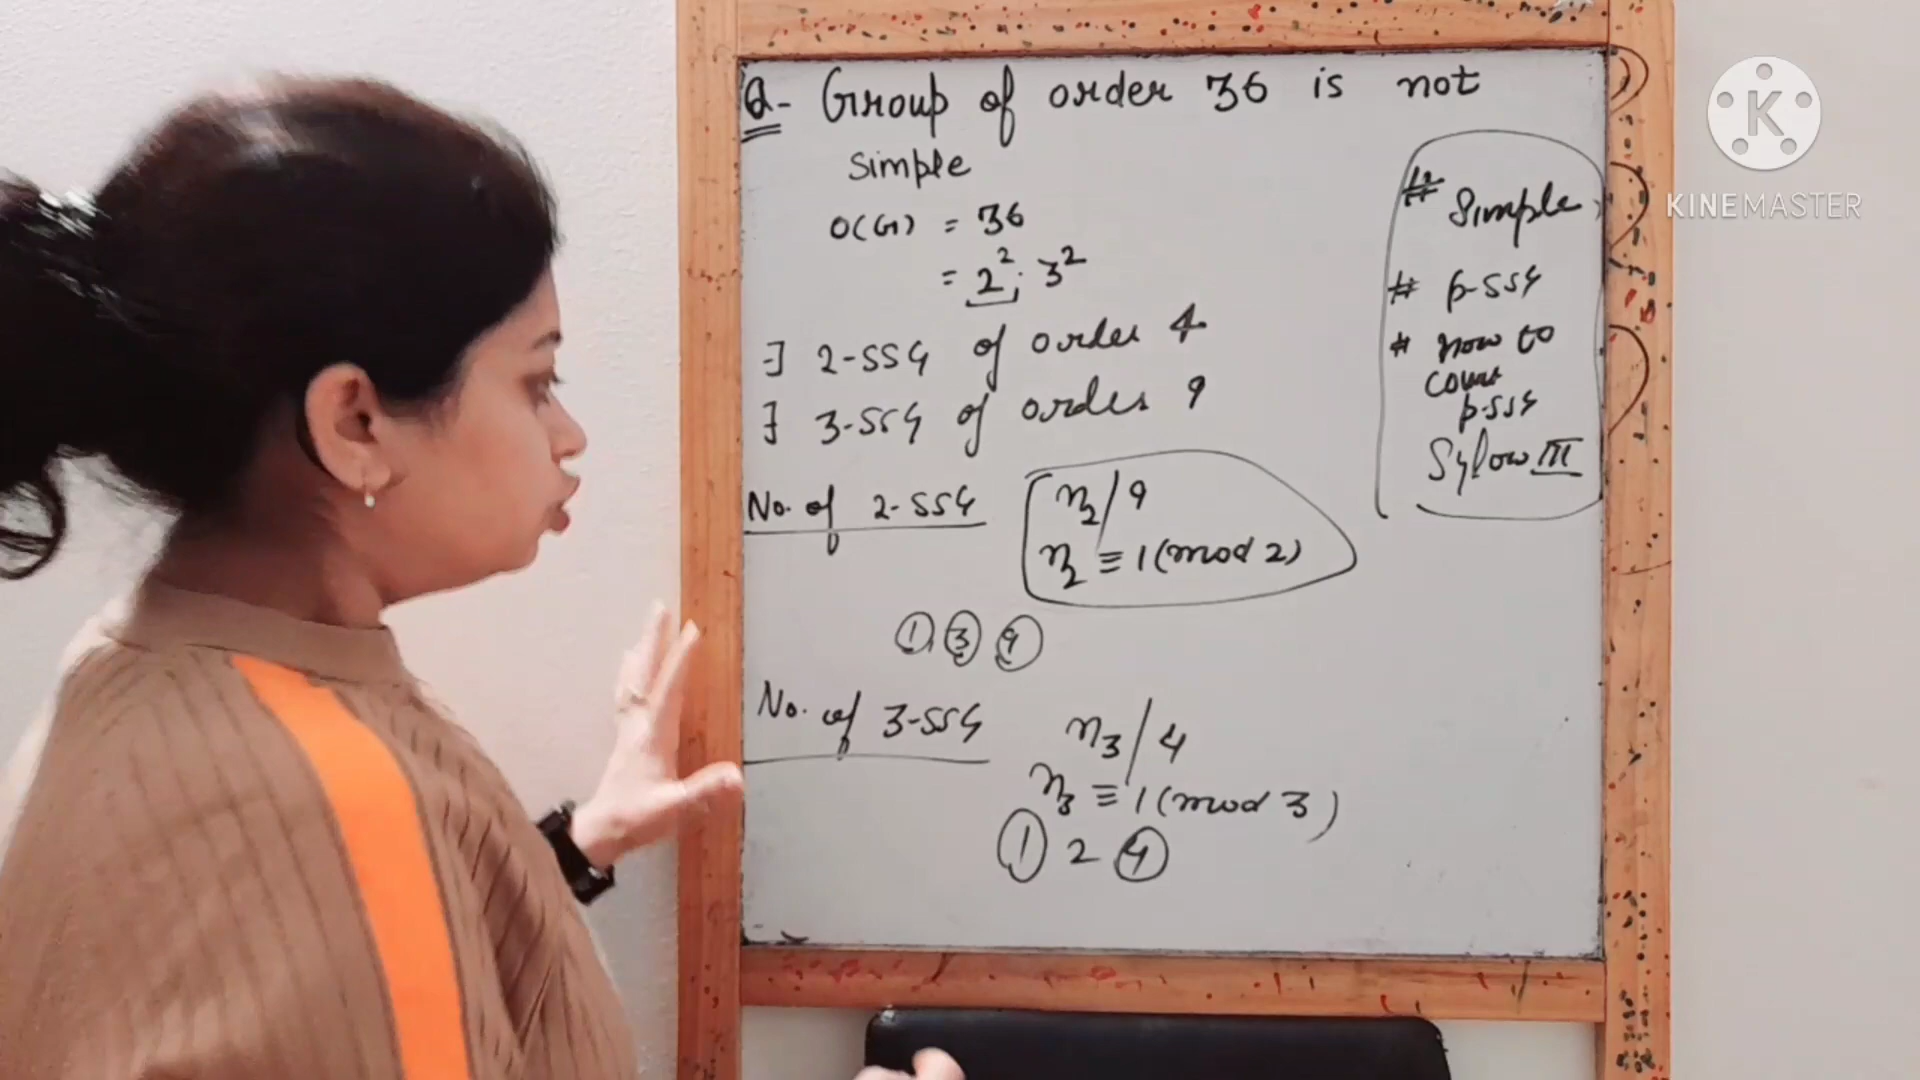 Q- Group of order 36 is not
Simple
O(G) = 36
= 2². 3²
∃ 2-SSG of order 4
∃ 3-SSG of order 9
No. of 2-SSG
n₂/9
n₂ ≡ 1(mod 2)
① ③ ⑨
No. of 3-SSG
n₃/4
n₃ ≡ 1(mod 3)
① 2 ④
# Simple
# p-SSG
# How to
count
p-SSG
Sylow III
K
KINEMASTER